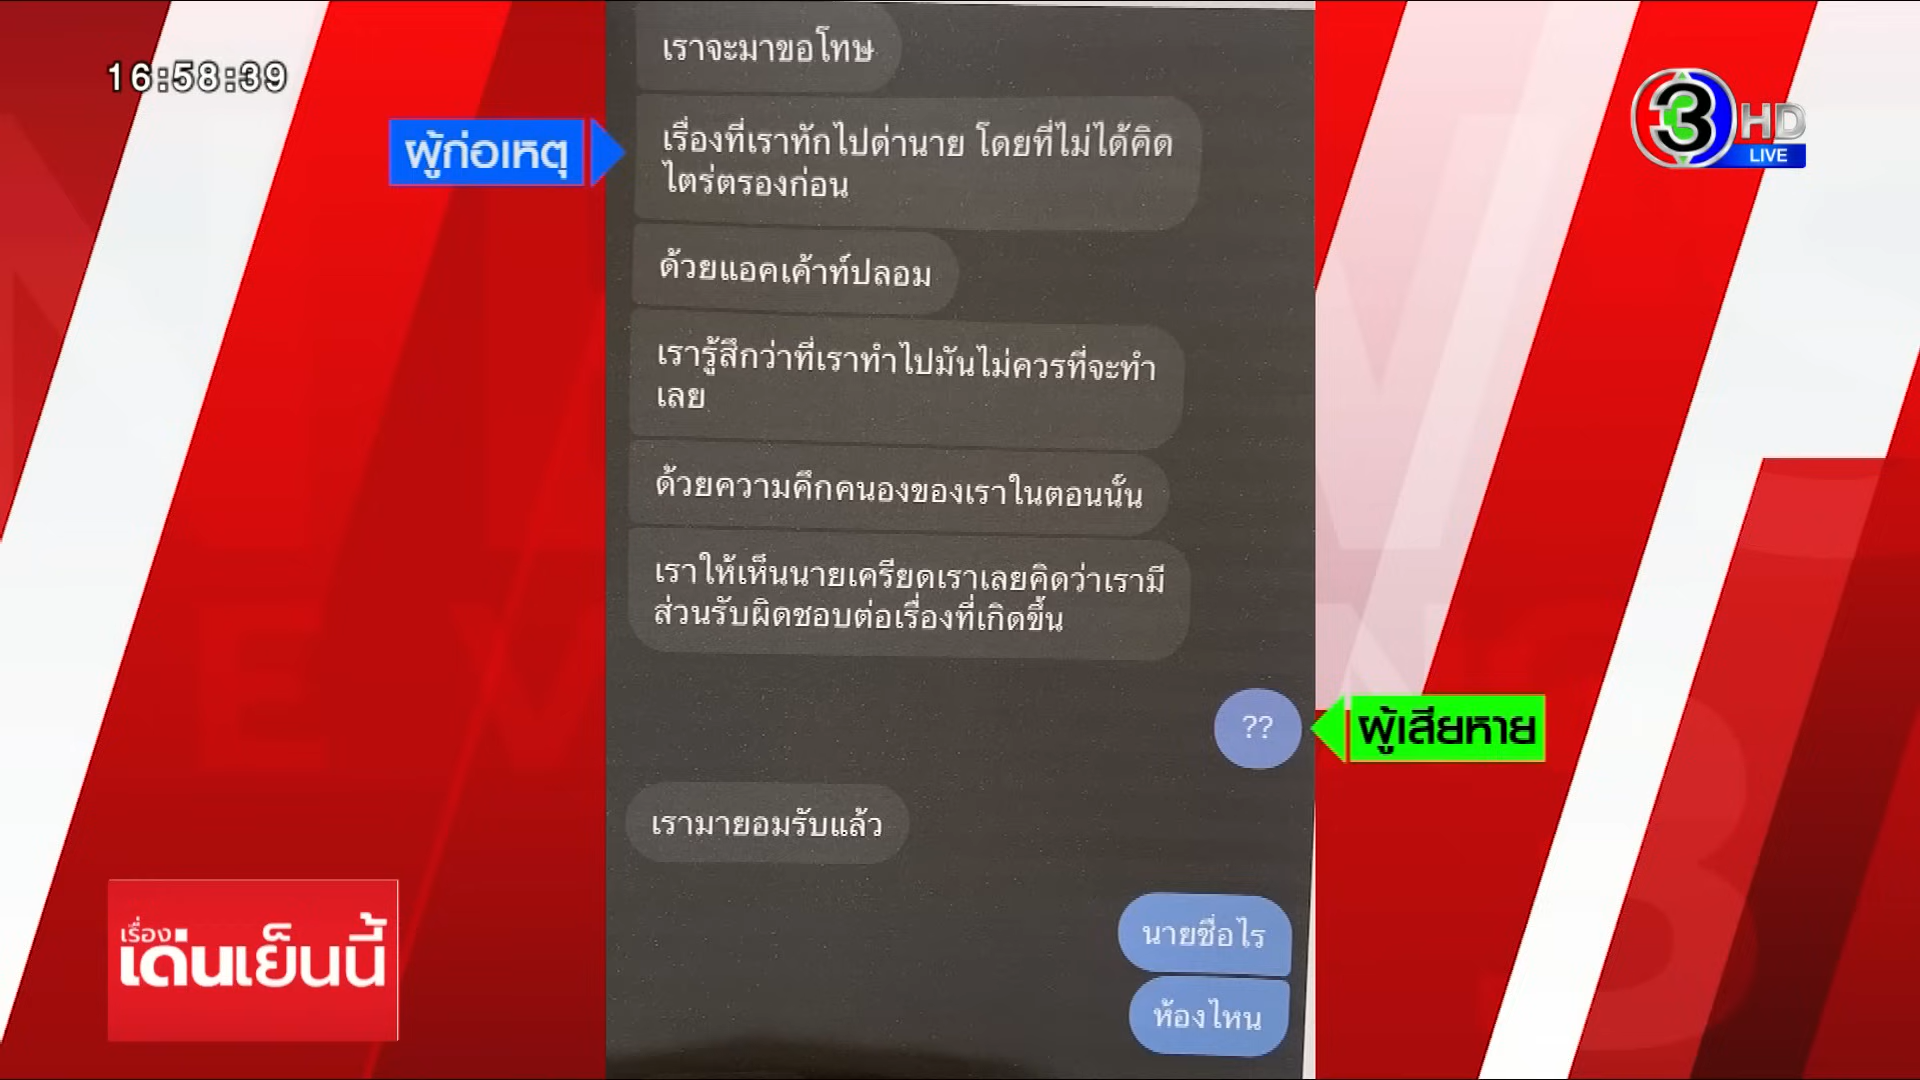 16:58:39
3 HD
LIVE
เราจะมาขอโทษ
ผู้ก่อเหตุ
เรื่องที่เราทักไปด่านาย โดยที่ไม่ได้คิด
ไตร่ตรองก่อน
ด้วยแอคเค้าท์ปลอม
เรารู้สึกว่าที่เราทำไปมันไม่ควรที่จะทำ
เลย
ด้วยความคึกคนองของเราในตอนนั้น
เราให้เห็นนายเครียดเราเลยคิดว่าเรามี
ส่วนรับผิดชอบต่อเรื่องที่เกิดขึ้น
??
ผู้เสียหาย
เรามายอมรับแล้ว
นายชื่อไร
ห้องไหน
เรื่อง
เด่นเย็นนี้